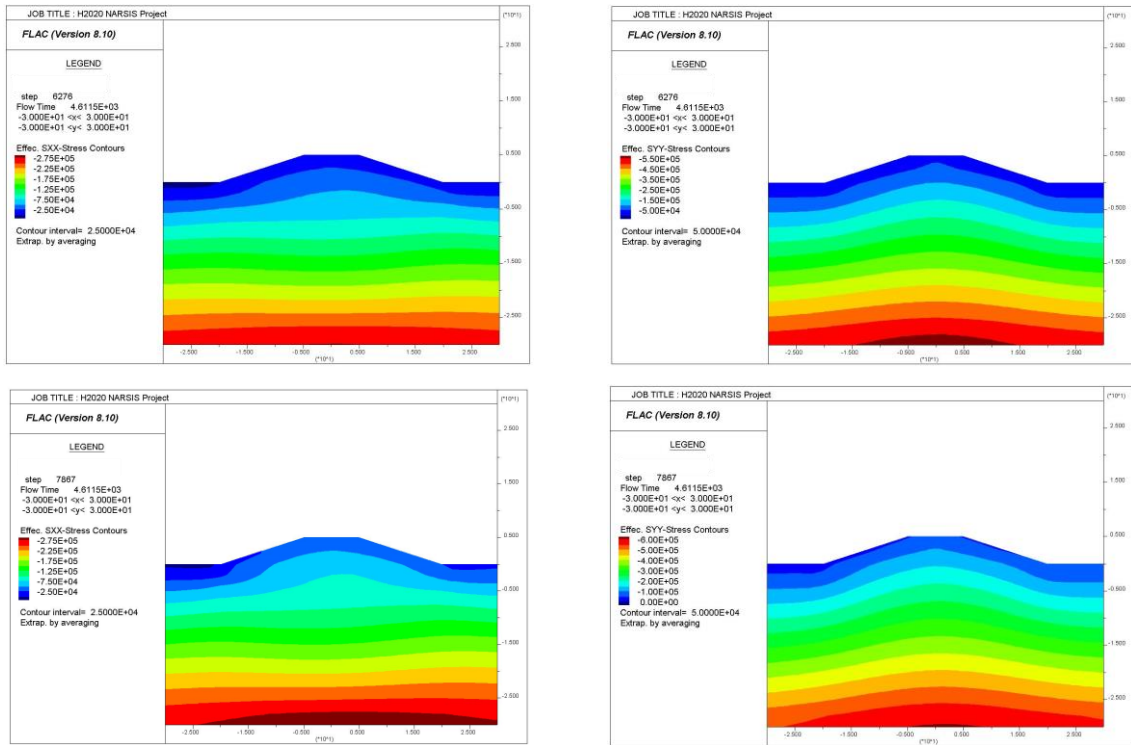 JOB TITLE : H2020 NARSIS Project
(*10^1)
FLAC (Version 8.10)
LEGEND
step 6276
Flow Time 4.6115E+03
-3.000E+01 <x< 3.000E+01
-3.000E+01 <y< 3.000E+01
Effec. SXX-Stress Contours
-2.75E+05
-2.25E+05
-1.75E+05
-1.25E+05
-7.50E+04
-2.50E+04
Contour interval= 2.5000E+04
Extrap. by averaging
2.500
1.500
0.500
-0.500
-1.500
-2.500
-2.500 -1.500 -0.500 0.500 1.500 2.500
(*10^1)
JOB TITLE : H2020 NARSIS Project
(*10^1)
FLAC (Version 8.10)
LEGEND
step 6276
Flow Time 4.6115E+03
-3.000E+01 <x< 3.000E+01
-3.000E+01 <y< 3.000E+01
Effec. SYY-Stress Contours
-5.50E+05
-4.50E+05
-3.50E+05
-2.50E+05
-1.50E+05
-5.00E+04
Contour interval= 5.0000E+04
Extrap. by averaging
2.500
1.500
0.500
-0.500
-1.500
-2.500
-2.500 -1.500 -0.500 0.500 1.500 2.500
(*10^1)
JOB TITLE : H2020 NARSIS Project
(*10^1)
FLAC (Version 8.10)
LEGEND
step 7867
Flow Time 4.6115E+03
-3.000E+01 <x< 3.000E+01
-3.000E+01 <y< 3.000E+01
Effec. SXX-Stress Contours
-2.75E+05
-2.25E+05
-1.75E+05
-1.25E+05
-7.50E+04
-2.50E+04
Contour interval= 2.5000E+04
Extrap. by averaging
2.500
1.500
0.500
-0.500
-1.500
-2.500
-2.500 -1.500 -0.500 0.500 1.500 2.500
(*10^1)
JOB TITLE : H2020 NARSIS Project
(*10^1)
FLAC (Version 8.10)
LEGEND
step 7867
Flow Time 4.6115E+03
-3.000E+01 <x< 3.000E+01
-3.000E+01 <y< 3.000E+01
Effec. SYY-Stress Contours
-6.00E+05
-5.00E+05
-4.00E+05
-3.00E+05
-2.00E+05
-1.00E+05
0.00E+00
Contour interval= 5.0000E+04
Extrap. by averaging
2.500
1.500
0.500
-0.500
-1.500
-2.500
-2.500 -1.500 -0.500 0.500 1.500 2.500
(*10^1)